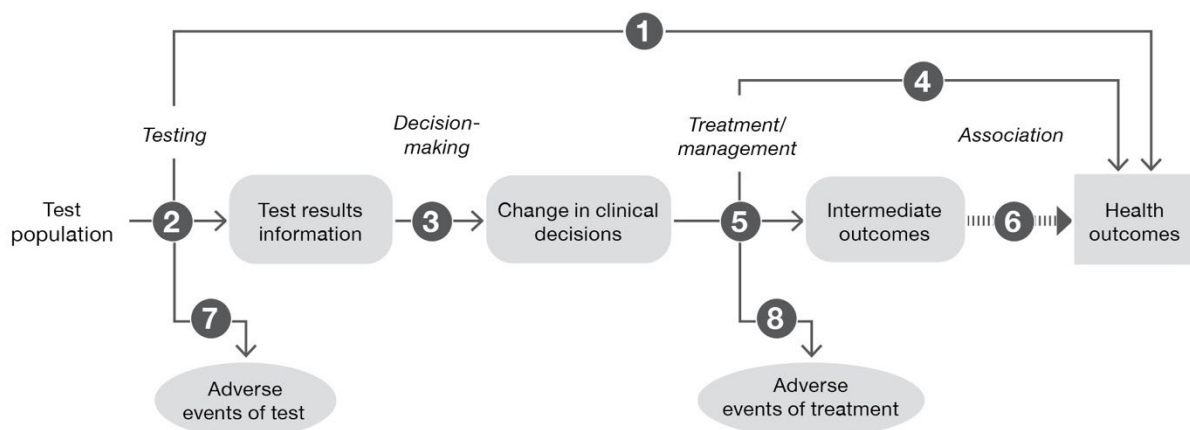 1
4
Testing
Decision-
making
Treatment/
management
Association
Test
population
2
Test results
information
3
Change in clinical
decisions
5
Intermediate
outcomes
6
Health
outcomes
7
8
Adverse
events of test
Adverse
events of treatment